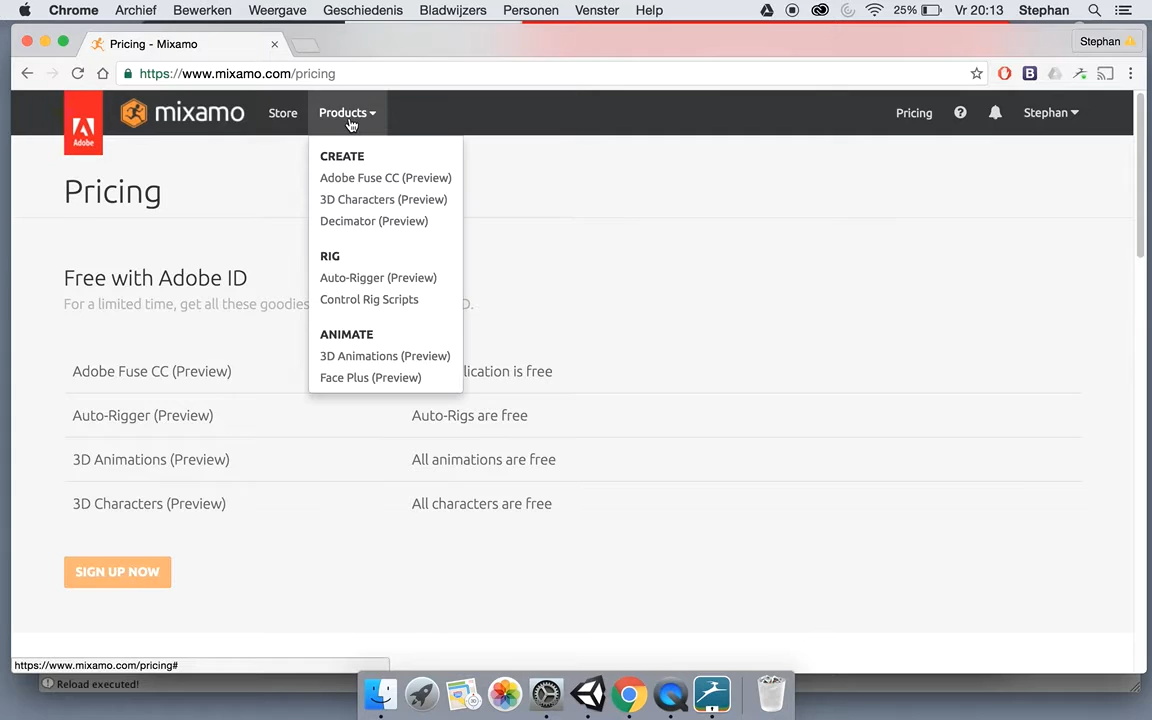 Chrome Archief Bewerken Weergave Geschiedenis Bladwijzers Personen Venster Help 25% Vr 20:13 Stephan
Pricing - Mixamo Stephan
https://www.mixamo.com/pricing
Adobe mixamo Store Products Pricing Stephan
CREATE
Adobe Fuse CC (Preview)
3D Characters (Preview)
Decimator (Preview)
RIG
Auto-Rigger (Preview)
Control Rig Scripts
ANIMATE
3D Animations (Preview)
Face Plus (Preview)
Pricing
Free with Adobe ID
For a limited time, get all these goodies D.
Adobe Fuse CC (Preview) lication is free
Auto-Rigger (Preview) Auto-Rigs are free
3D Animations (Preview) All animations are free
3D Characters (Preview) All characters are free
SIGN UP NOW
https://www.mixamo.com/pricing#
Reload executed!